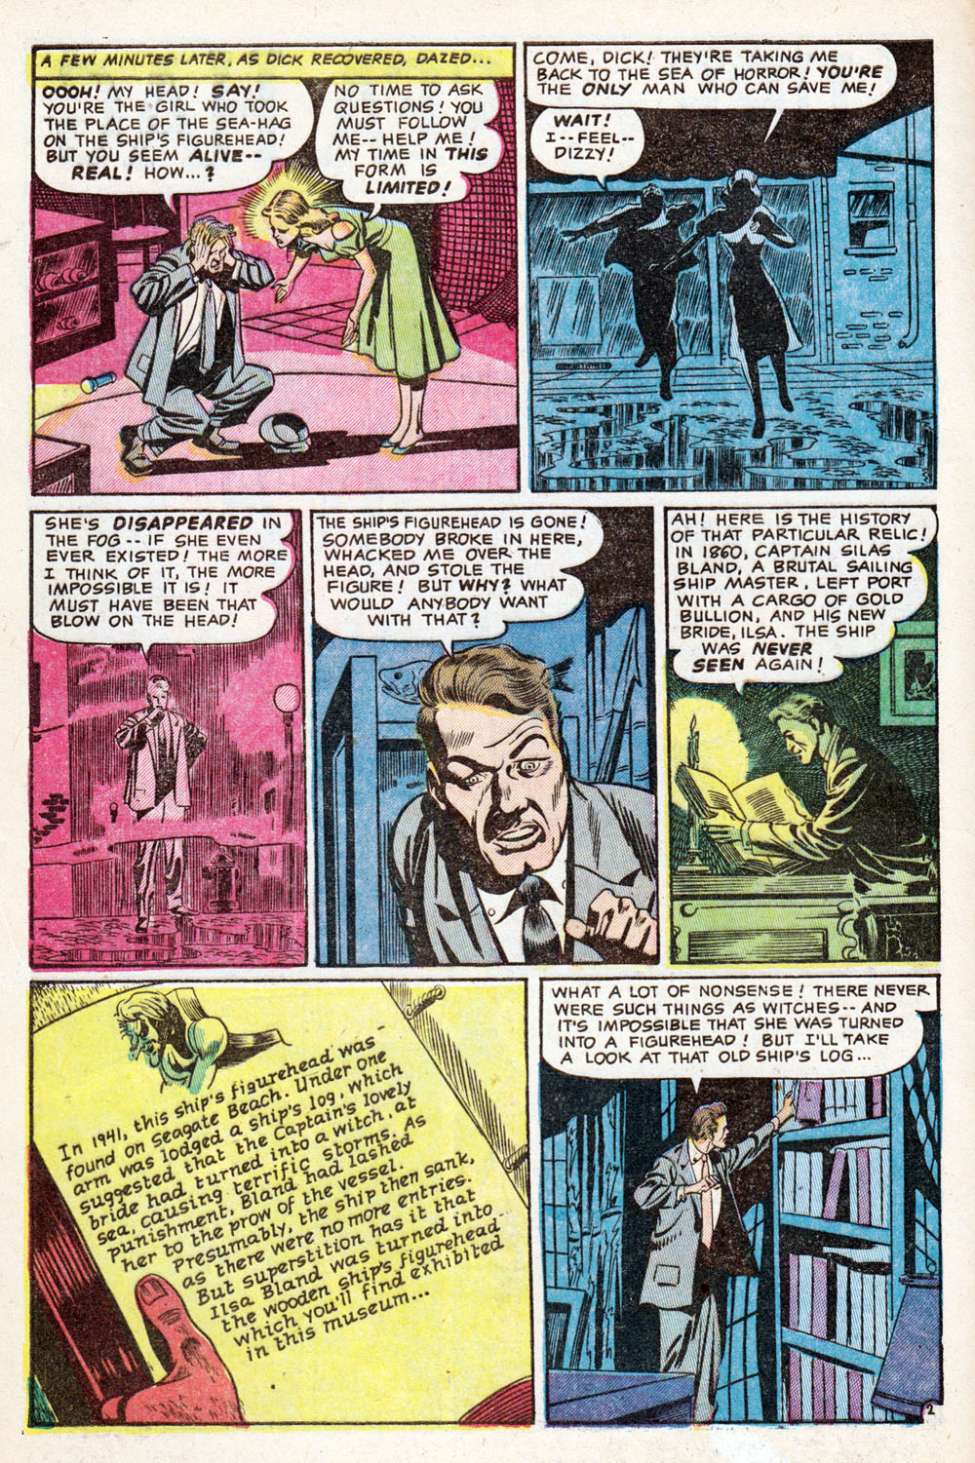 A FEW MINUTES LATER, AS DICK RECOVERED, DAZED...
OOOH! MY HEAD! SAY!
YOU'RE THE GIRL WHO TOOK
THE PLACE OF THE SEA-HAG
ON THE SHIP'S FIGUREHEAD!
BUT YOU SEEM ALIVE--
REAL! HOW...?
NO TIME TO ASK
QUESTIONS! YOU
MUST FOLLOW
ME--HELP ME!
MY TIME IN THIS
FORM IS
LIMITED!
COME, DICK! THEY'RE TAKING ME
BACK TO THE SEA OF HORROR! YOU'RE
THE ONLY MAN WHO CAN SAVE ME!
WAIT!
I--FEEL--
DIZZY!
SHE'S DISAPPEARED IN
THE FOG--IF SHE EVEN
EVER EXISTED! THE MORE
I THINK OF IT, THE MORE
IMPOSSIBLE IT IS! IT
MUST HAVE BEEN THAT
BLOW ON THE HEAD!
THE SHIP'S FIGUREHEAD IS GONE!
SOMEBODY BROKE IN HERE,
WHACKED ME OVER THE
HEAD, AND STOLE THE
FIGURE! BUT WHY? WHAT
WOULD ANYBODY WANT
WITH THAT?
AH! HERE IS THE HISTORY
OF THAT PARTICULAR RELIC!
IN 1860, CAPTAIN SILAS
BLAND, A BRUTAL SAILING
SHIP MASTER, LEFT PORT
WITH A CARGO OF GOLD
BULLION, AND HIS NEW
BRIDE, ILSA. THE SHIP
WAS NEVER
SEEN AGAIN!
In 1941, this ship's figurehead was
found on Seagate Beach. Under one
arm was lodged a ship's log, which
suggested that the Captain's lovely
bride had turned into a witch, at
sea, causing terrific storms. As
punishment, Bland had lashed
her to the prow of the vessel.
Presumably, the ship then sank,
as there were no more entries.
But superstition has it that
Ilsa Bland was turned into
the wooden ship's figurehead
which you'll find exhibited
in this museum...
WHAT A LOT OF NONSENSE! THERE NEVER
WERE SUCH THINGS AS WITCHES--AND
IT'S IMPOSSIBLE THAT SHE WAS TURNED
INTO A FIGUREHEAD! BUT I'LL TAKE
A LOOK AT THAT OLD SHIP'S LOG...
2